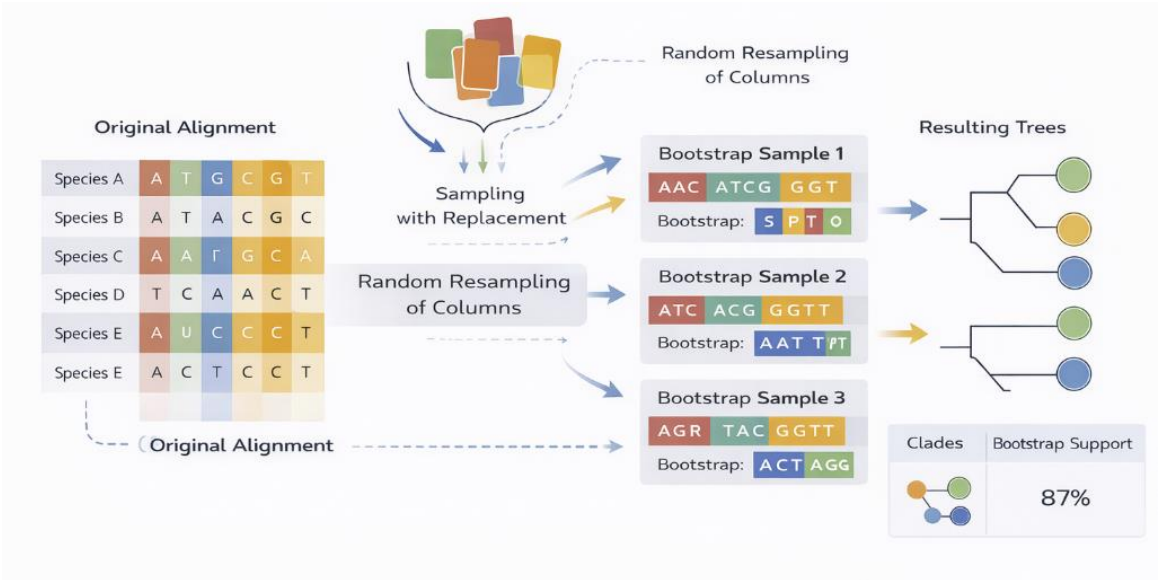 Random Resampling
of Columns
Original Alignment
Resulting Trees
Species A A T G C G T
Species B A T A C G C
Species C A A Γ G C A
Species D T C A A C T
Species E A U C C C T
Species E A C T C C T
Sampling
with Replacement
Random Resampling
of Columns
Original Alignment
Bootstrap Sample 1
AAC ATCG GGT
Bootstrap: S P T O
Bootstrap Sample 2
ATC ACG GGTT
Bootstrap: AAT T PT
Bootstrap Sample 3
AGR TAC GGTT
Bootstrap: ACT AGG
Clades Bootstrap Support
87%